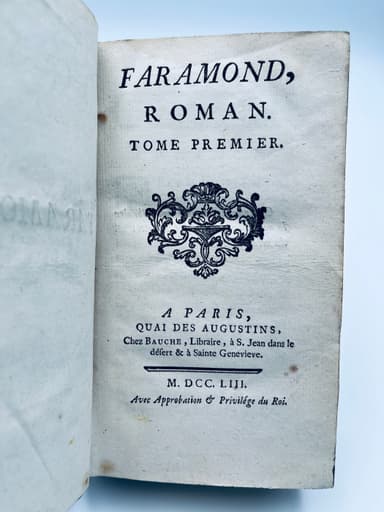 FARAMOND,
ROMAN.
TOME PREMIER.
A PARIS,
QUAI DES AUGUSTINS,
Chez BAUCHE, Libraire, à S. Jean dans le
désert & à Sainte Genevieve.
M. DCC. LIII.
Avec Approbation & Privilége du Roi.